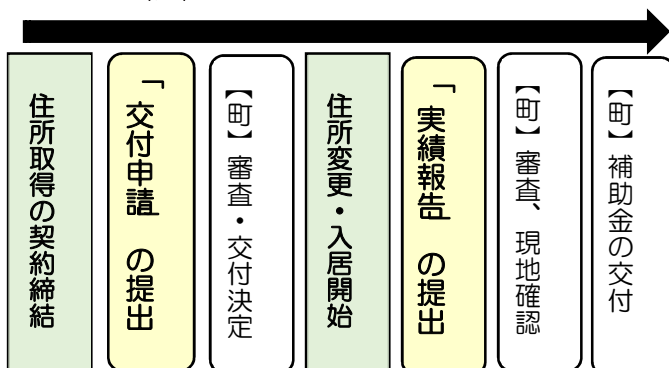 住所取得の契約締結
「交付申請」の提出
【町】審査・交付決定
住所変更・入居開始
「実績報告」の提出
【町】審査、現地確認
【町】補助金の交付